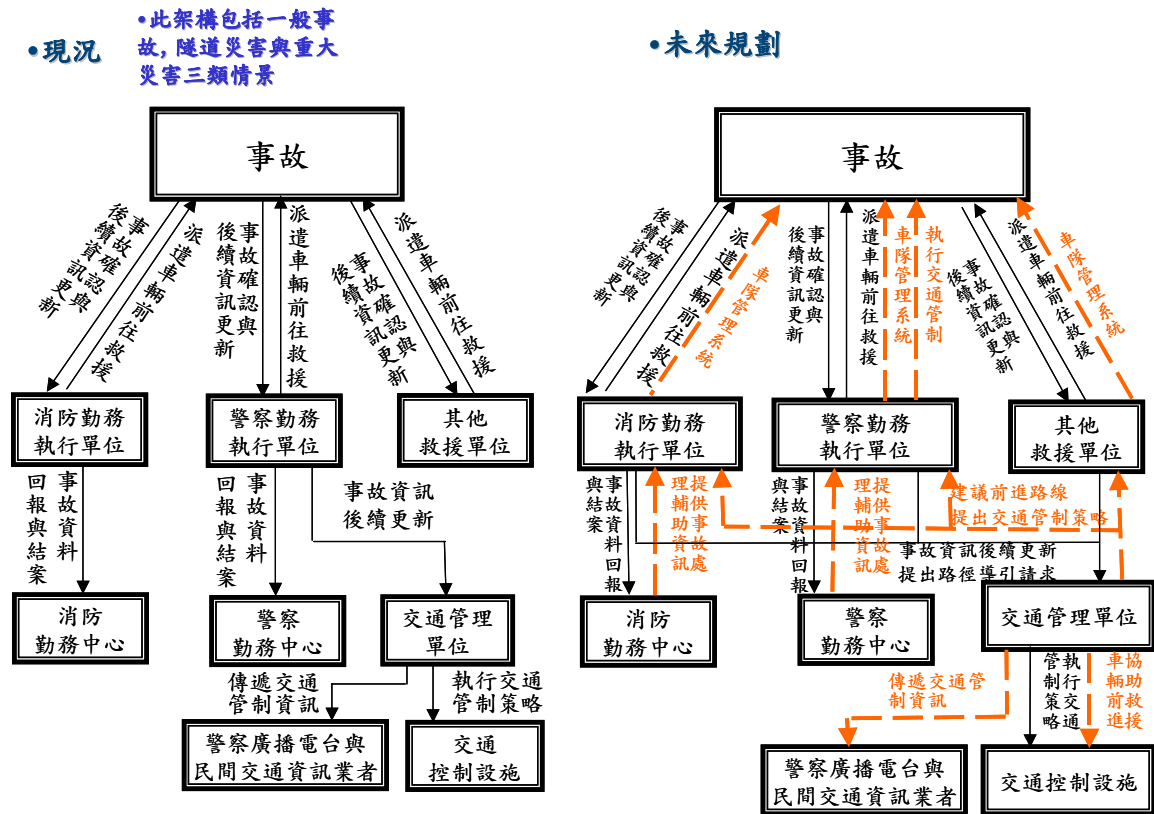 •現況
•此架構包括一般事
故,隧道災害與重大
災害三類情景
事故
事故確認與
後續資訊更新
派遣車輛前往救援
事故確認與
後續資訊更新
派遣車輛前往救援
事故確認與
後續資訊更新
派遣車輛前往救援
消防勤務
執行單位
警察勤務
執行單位
其他
救援單位
事故資料
回報與結案
事故資料
回報與結案
事故資訊
後續更新
消防
勤務中心
警察
勤務中心
交通管理
單位
傳遞交通
管制資訊
執行交通
管制策略
警察廣播電台與
民間交通資訊業者
交通
控制設施
•未來規劃
事故
事故確認與
後續資訊更新
派遣車輛前往救援
車隊管理系統
事故確認與
後續資訊更新
派遣車輛前往救援
車隊管理系統
執行交通管制
事故確認與
後續資訊更新
派遣車輛前往救援
車隊管理系統
消防勤務
執行單位
警察勤務
執行單位
其他
救援單位
事故資料回報
與結案
提供事故處
理輔助資訊
事故資料回報
與結案
提供事故處
理輔助資訊
建議前進路線
提出交通管制策略
事故資訊後續更新
提出路徑導引請求
消防
勤務中心
警察
勤務中心
交通管理單位
傳遞交通管
制資訊
執行交通
管制策略
協助救援
車輛前進
警察廣播電台與
民間交通資訊業者
交通控制設施